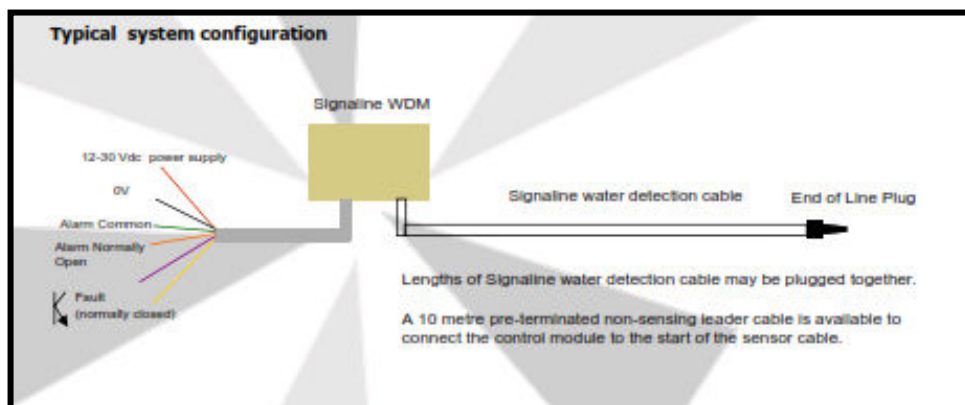 Typical system configuration
Signaline WDM
12-30 Vdc power supply
0V
Signaline water detection cable
End of Line Plug
Alarm Common
Alarm Normally
Open
Fault
(normally closed)
Lengths of Signaline water detection cable may be plugged together.
A 10 metre pre-terminated non-sensing leader cable is available to
connect the control module to the start of the sensor cable.